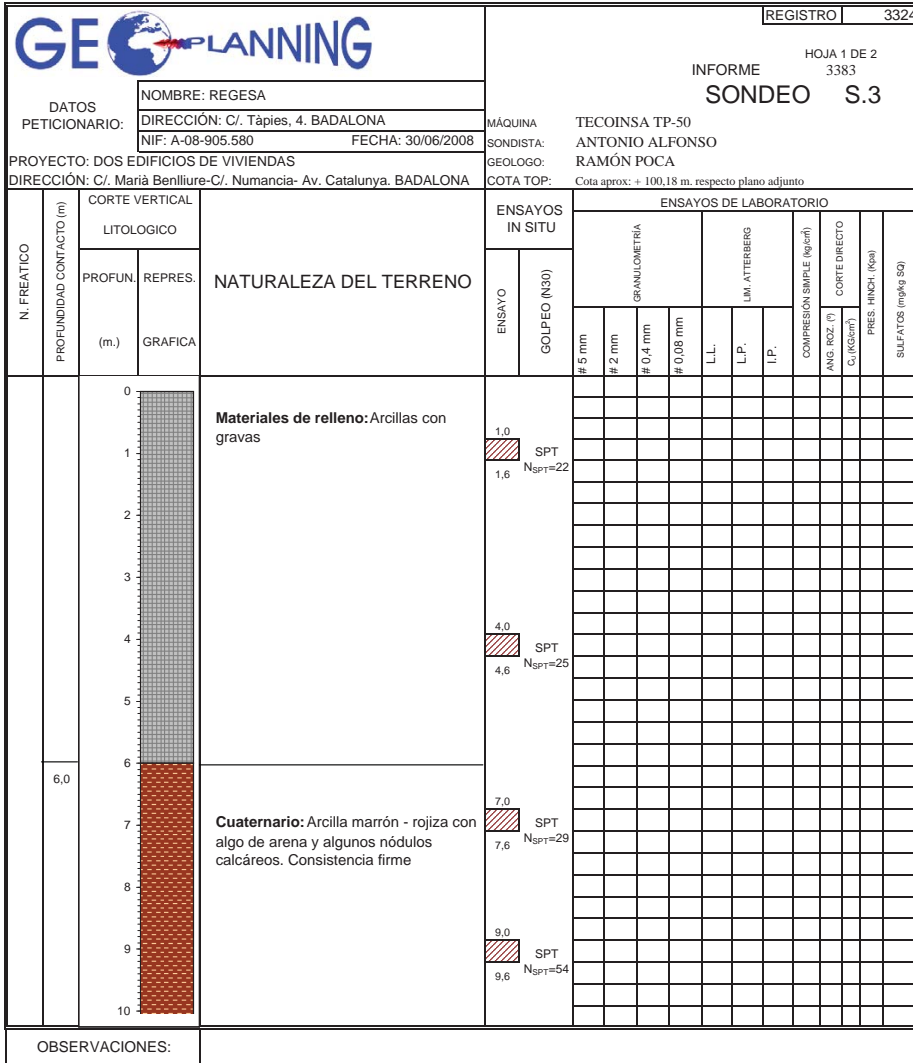 GEOPLANNING
REGISTRO 3324
HOJA 1 DE 2
INFORME 3383
SONDEO S.3
DATOS PETICIONARIO:
NOMBRE: REGESA
DIRECCIÓN: C/. Tàpies, 4. BADALONA
NIF: A-08-905.580 FECHA: 30/06/2008
PROYECTO: DOS EDIFICIOS DE VIVIENDAS
DIRECCIÓN: C/. Marià Benlliure-C/. Numancia- Av. Catalunya. BADALONA
MÁQUINA TECOINSA TP-50
SONDISTA: ANTONIO ALFONSO
GEOLOGO: RAMÓN POCA
COTA TOP: Cota aprox: + 100,18 m. respecto plano adjunto
N. FREATICO
PROFUNDIDAD CONTACTO (m)
CORTE VERTICAL
LITOLOGICO
PROFUN.
(m.)
REPRES.
GRAFICA
NATURALEZA DEL TERRENO
ENSAYOS
IN SITU
ENSAYO
GOLPEO (N30)
ENSAYOS DE LABORATORIO
GRANULOMETRÍA
# 5 mm
# 2 mm
# 0,4 mm
# 0,08 mm
LIM. ATTERBERG
L.L.
L.P.
I.P.
COMPRESIÓN SIMPLE (kg/cm²)
CORTE DIRECTO
ANG. ROZ. (º)
C₀ (KG/cm²)
PRES. HINCH. (Kpa)
SULFATOS (mg/kg SQ)
0
Materiales de relleno: Arcillas con
gravas
1,0
1
SPT
1,6
NSPT=22
2
3
4,0
4
SPT
4,6
NSPT=25
5
6
6,0
7,0
7
Cuaternario: Arcilla marrón - rojiza con
SPT
algo de arena y algunos nódulos
7,6
NSPT=29
calcáreos. Consistencia firme
8
9,0
9
SPT
9,6
NSPT=54
10
OBSERVACIONES: